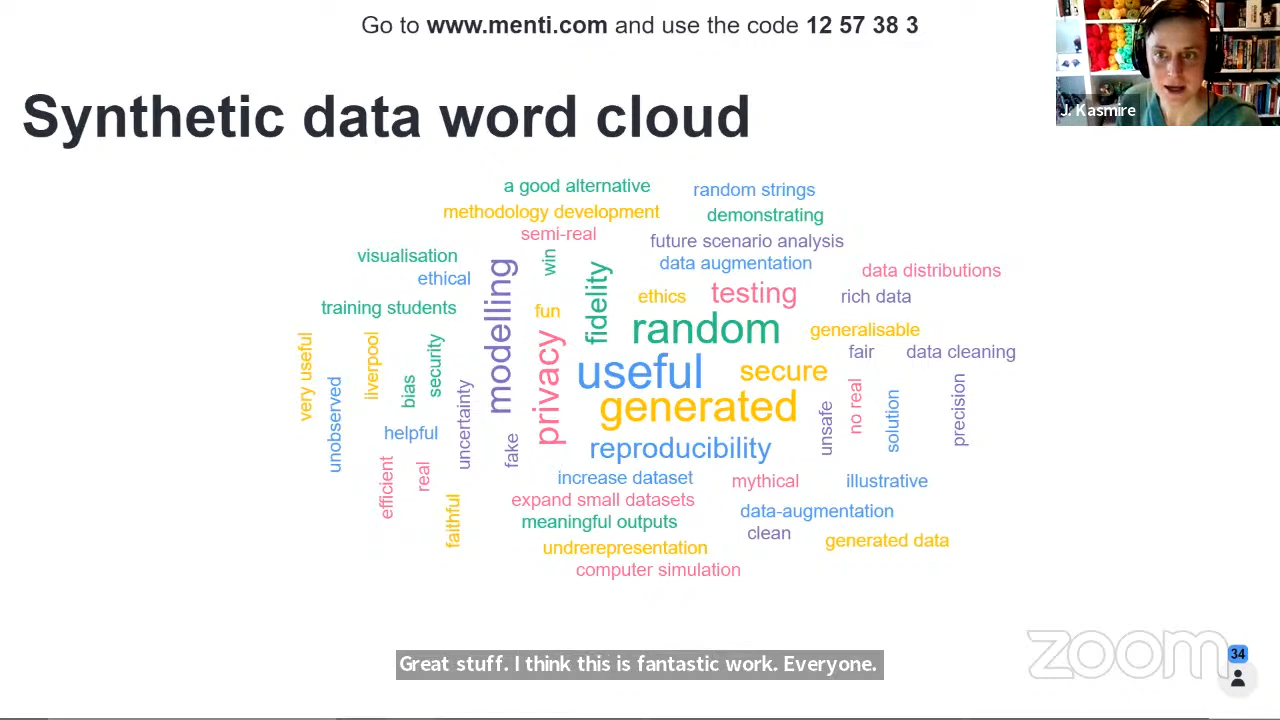 Go to www.menti.com and use the code 12 57 38 3
J. Kasmire
Synthetic data word cloud
a good alternative
random strings
methodology development
demonstrating
semi-real
future scenario analysis
visualisation
win
data augmentation
ethical
modelling
fidelity
data distributions
training students
fun
ethics
testing
rich data
random
generalisable
very useful
liverpool
security
privacy
useful
secure
fair
data cleaning
unobserved
bias
uncertainty
generated
unsafe
no real
solution
precision
helpful
fake
reproducibility
efficient
real
increase dataset
mythical
illustrative
faithful
expand small datasets
data-augmentation
meaningful outputs
clean
generated data
undrerepresentation
computer simulation
Great stuff. I think this is fantastic work. Everyone.
zoom
34